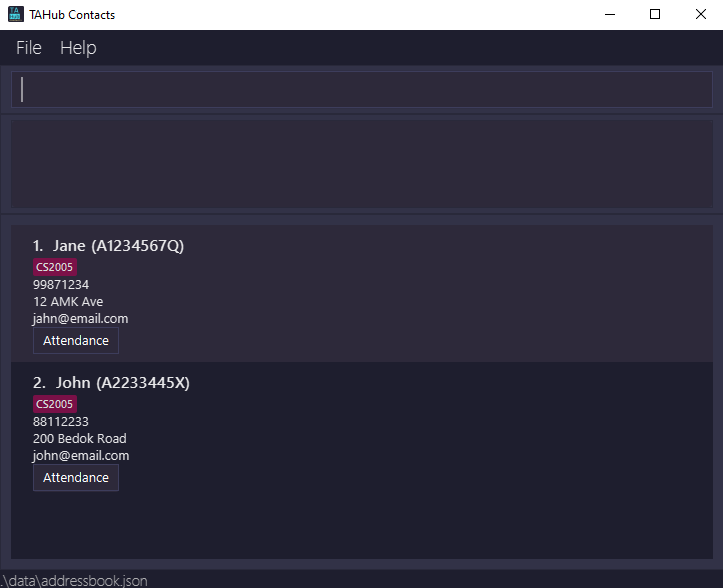 TAHub Contacts
File Help
1. Jane (A1234567Q)
CS2005
99871234
12 AMK Ave
jahn@email.com
Attendance
2. John (A2233445X)
CS2005
88112233
200 Bedok Road
john@email.com
Attendance
.\data\addressbook.json